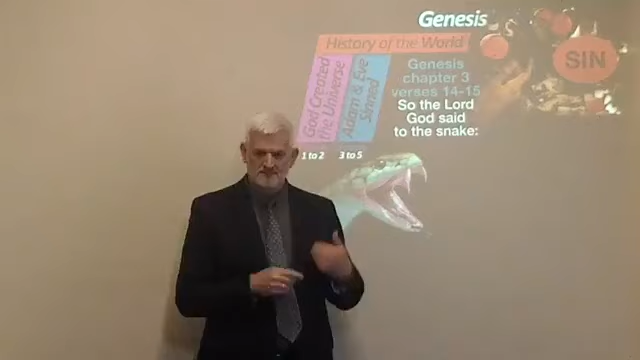 Genesis
History of the World
God Created
the Universe
Adam & Eve
Sinned
1 to 2
3 to 5
Genesis
chapter 3
verses 14-15
So the Lord
God said
to the snake:
SIN